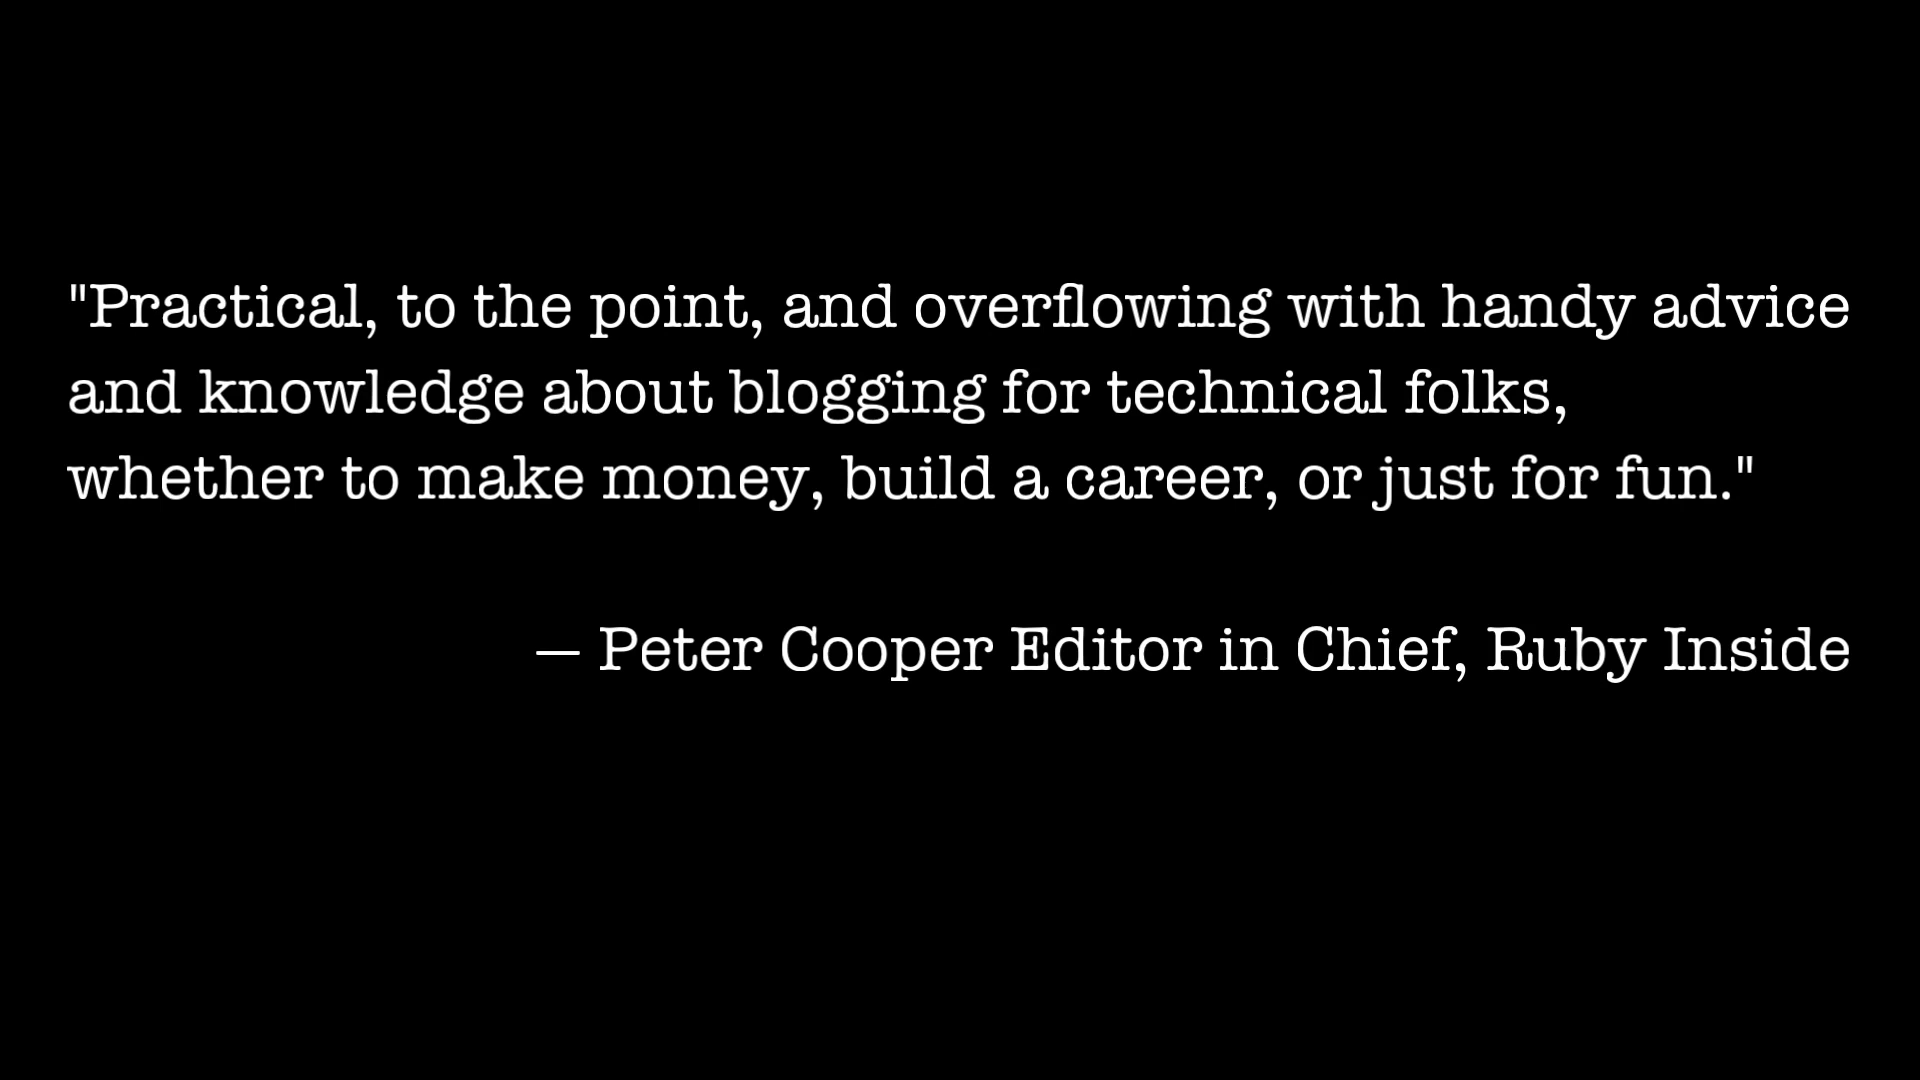 "Practical, to the point, and overflowing with handy advice
and knowledge about blogging for technical folks,
whether to make money, build a career, or just for fun."
— Peter Cooper Editor in Chief, Ruby Inside